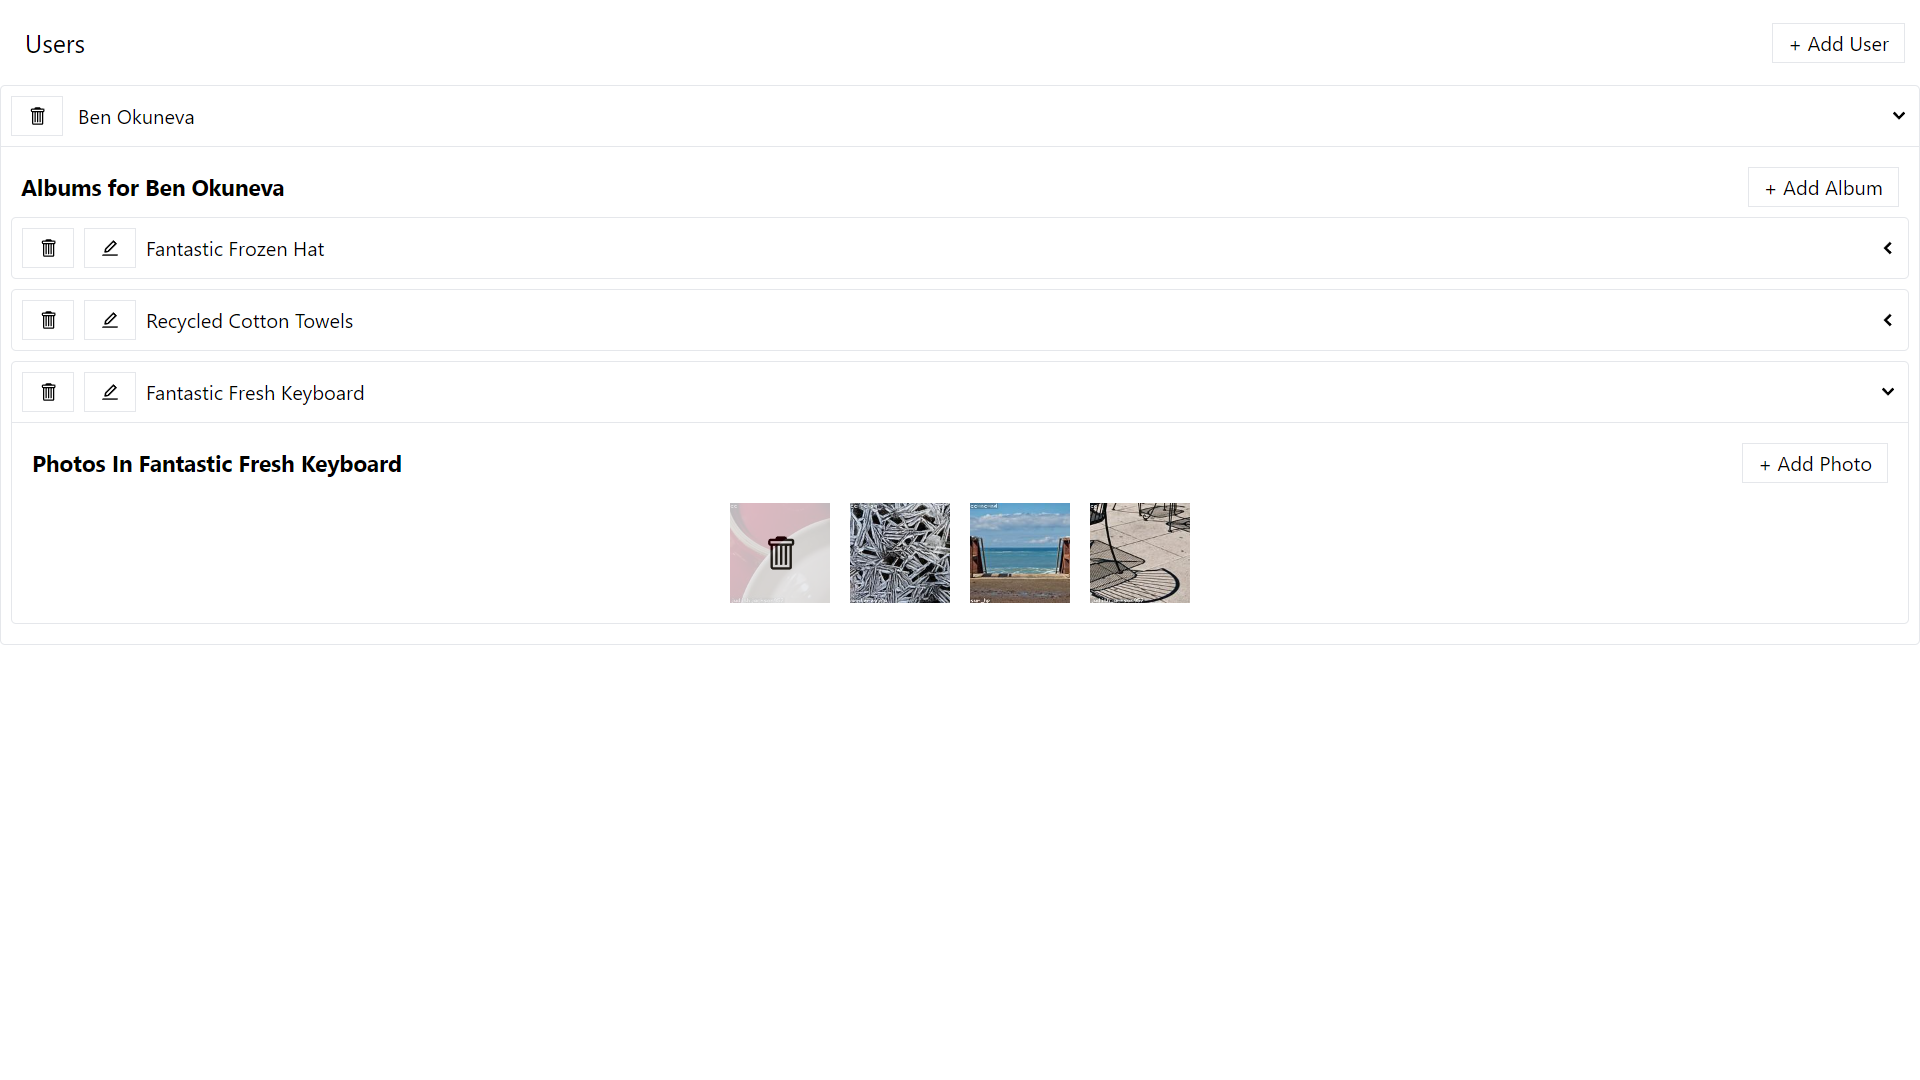 Users
+ Add User
Ben Okuneva
Albums for Ben Okuneva
+ Add Album
Fantastic Frozen Hat
Recycled Cotton Towels
Fantastic Fresh Keyboard
Photos In Fantastic Fresh Keyboard
+ Add Photo